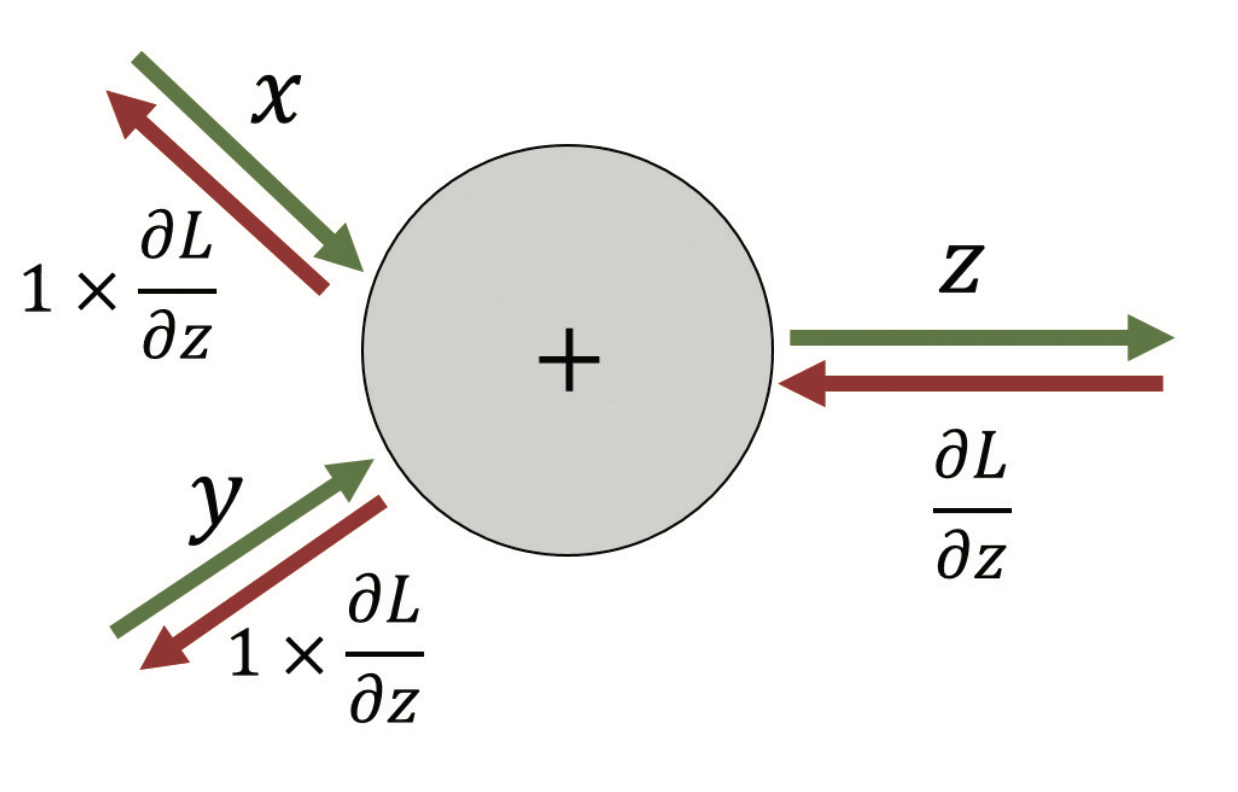 x
1 × ∂L/∂z
+
z
∂L/∂z
y
1 × ∂L/∂z